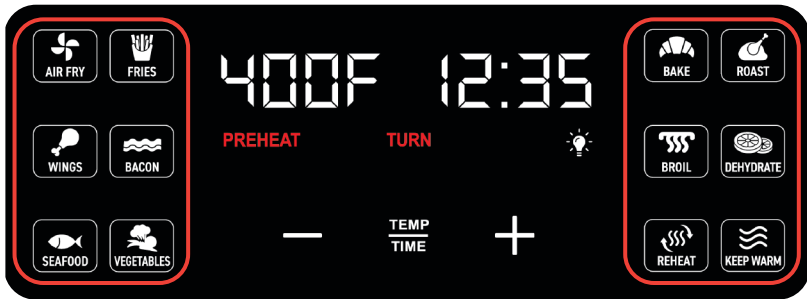 AIR FRY
FRIES
400F 12:35
BAKE
ROAST
PREHEAT
TURN
WINGS
BACON
BROIL
DEHYDRATE
TEMP
TIME
SEAFOOD
VEGETABLES
REHEAT
KEEP WARM